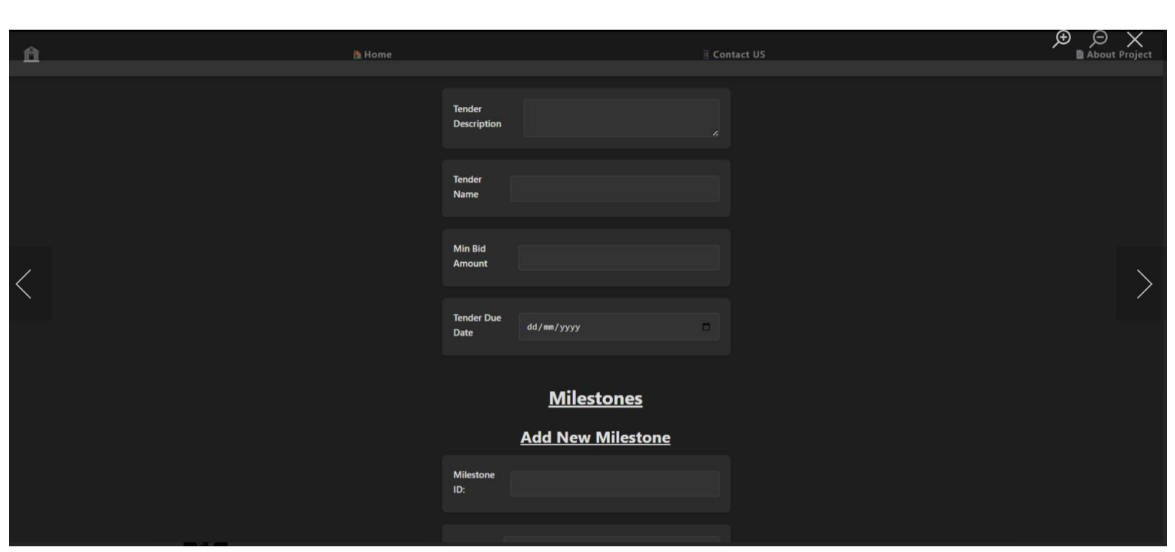 Home
Contact US
About Project
Tender
Description
Tender
Name
Min Bid
Amount
Tender Due
Date
dd/mm/yyyy
Milestones
Add New Milestone
Milestone
ID: